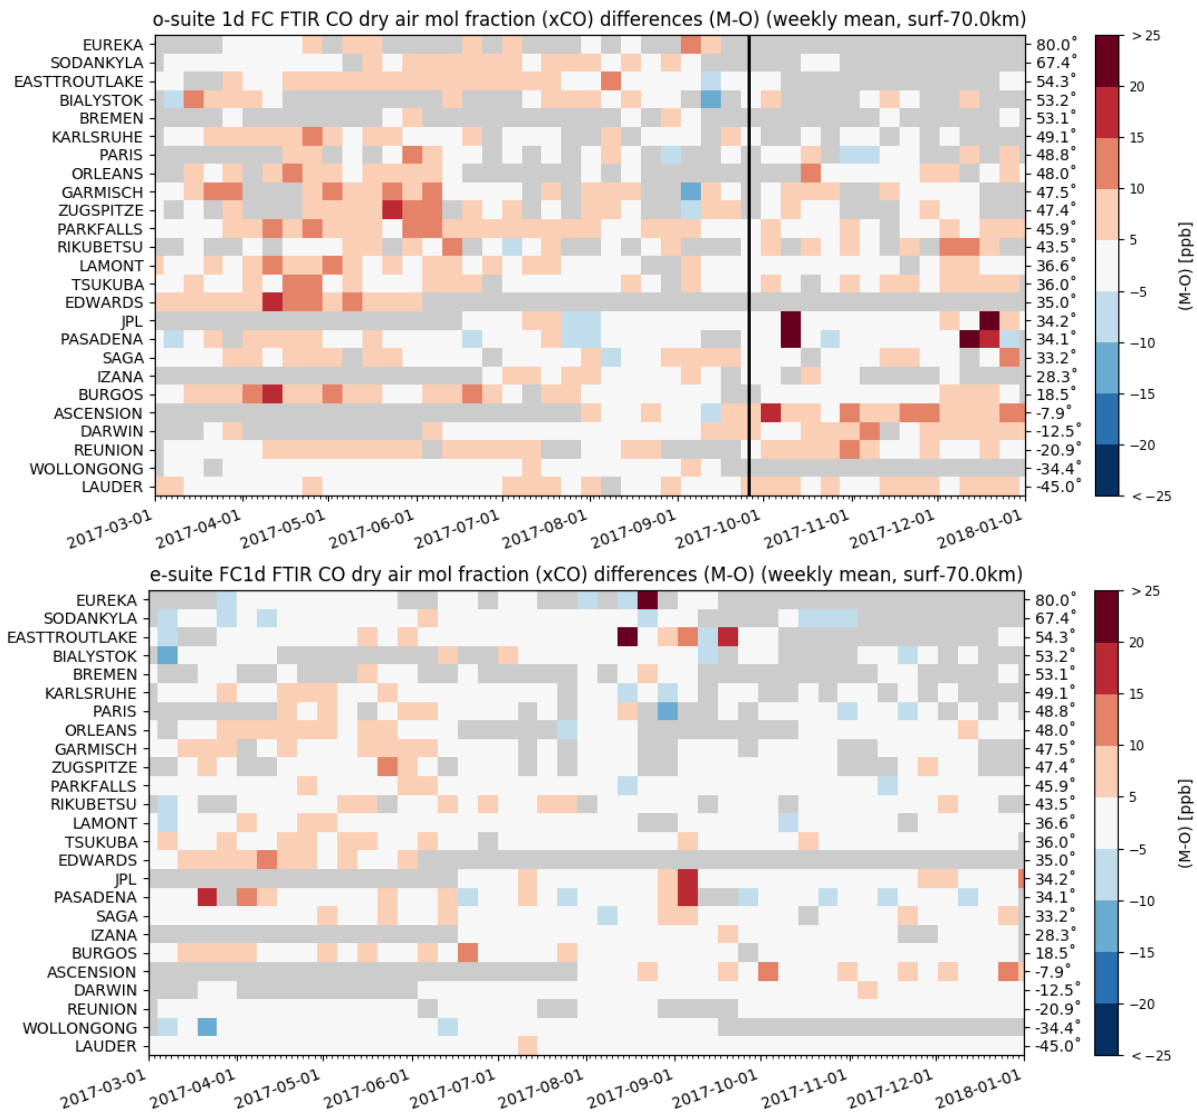 o-suite 1d FC FTIR CO dry air mol fraction (xCO) differences (M-O) (weekly mean, surf-70.0km)
EUREKA 80.0˚
SODANKYLA 67.4˚
EASTTROUTLAKE 54.3˚
BIALYSTOK 53.2˚
BREMEN 53.1˚
KARLSRUHE 49.1˚
PARIS 48.8˚
ORLEANS 48.0˚
GARMISCH 47.5˚
ZUGSPITZE 47.4˚
PARKFALLS 45.9˚
RIKUBETSU 43.5˚
LAMONT 36.6˚
TSUKUBA 36.0˚
EDWARDS 35.0˚
JPL 34.2˚
PASADENA 34.1˚
SAGA 33.2˚
IZANA 28.3˚
BURGOS 18.5˚
ASCENSION -7.9˚
DARWIN -12.5˚
REUNION -20.9˚
WOLLONGONG -34.4˚
LAUDER -45.0˚
2017-03-01 2017-04-01 2017-05-01 2017-06-01 2017-07-01 2017-08-01 2017-09-01 2017-10-01 2017-11-01 2017-12-01 2018-01-01
> 25
20
15
10
5
−5
−10
−15
−20
< −25
(M-O) [ppb]
e-suite FC1d FTIR CO dry air mol fraction (xCO) differences (M-O) (weekly mean, surf-70.0km)
EUREKA 80.0˚
SODANKYLA 67.4˚
EASTTROUTLAKE 54.3˚
BIALYSTOK 53.2˚
BREMEN 53.1˚
KARLSRUHE 49.1˚
PARIS 48.8˚
ORLEANS 48.0˚
GARMISCH 47.5˚
ZUGSPITZE 47.4˚
PARKFALLS 45.9˚
RIKUBETSU 43.5˚
LAMONT 36.6˚
TSUKUBA 36.0˚
EDWARDS 35.0˚
JPL 34.2˚
PASADENA 34.1˚
SAGA 33.2˚
IZANA 28.3˚
BURGOS 18.5˚
ASCENSION -7.9˚
DARWIN -12.5˚
REUNION -20.9˚
WOLLONGONG -34.4˚
LAUDER -45.0˚
2017-03-01 2017-04-01 2017-05-01 2017-06-01 2017-07-01 2017-08-01 2017-09-01 2017-10-01 2017-11-01 2017-12-01 2018-01-01
> 25
20
15
10
5
−5
−10
−15
−20
< −25
(M-O) [ppb]